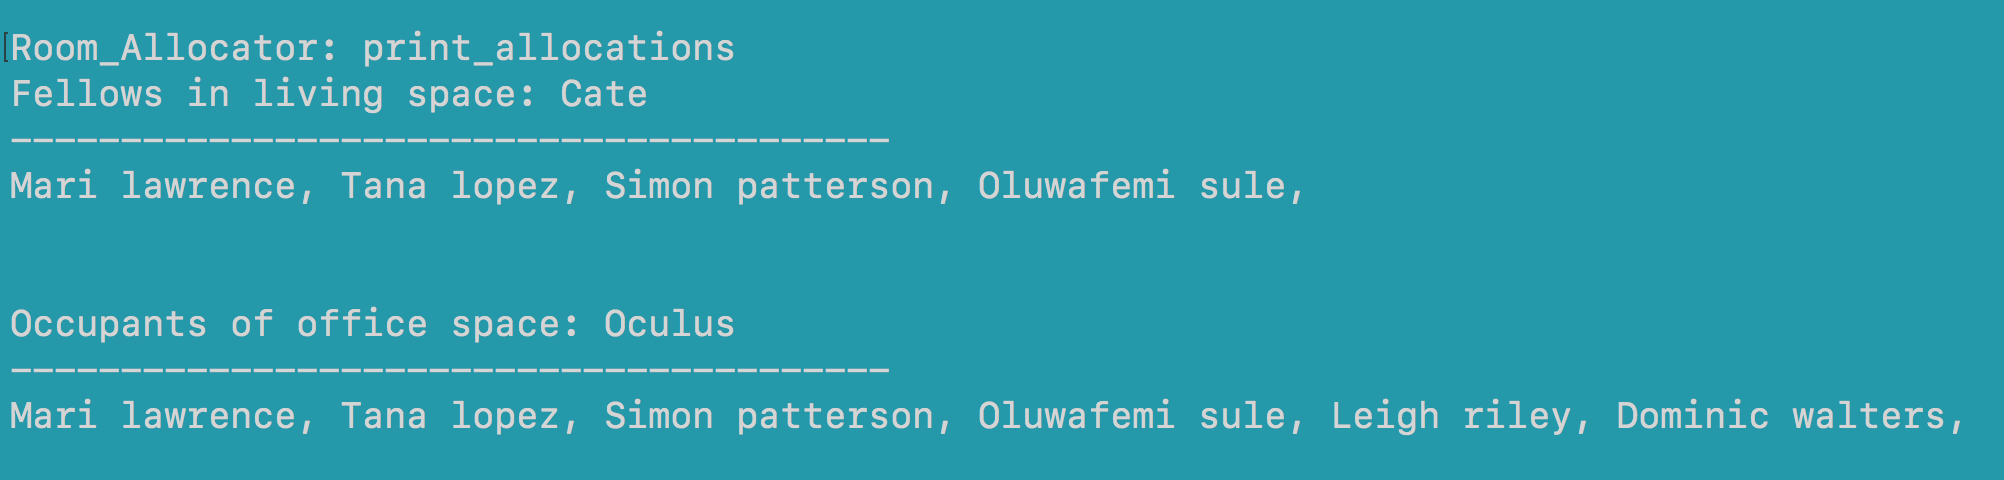 Room_Allocator: print_allocations
Fellows in living space: Cate
----------------------------------------
Mari lawrence, Tana lopez, Simon patterson, Oluwafemi sule,
Occupants of office space: Oculus
----------------------------------------
Mari lawrence, Tana lopez, Simon patterson, Oluwafemi sule, Leigh riley, Dominic walters,